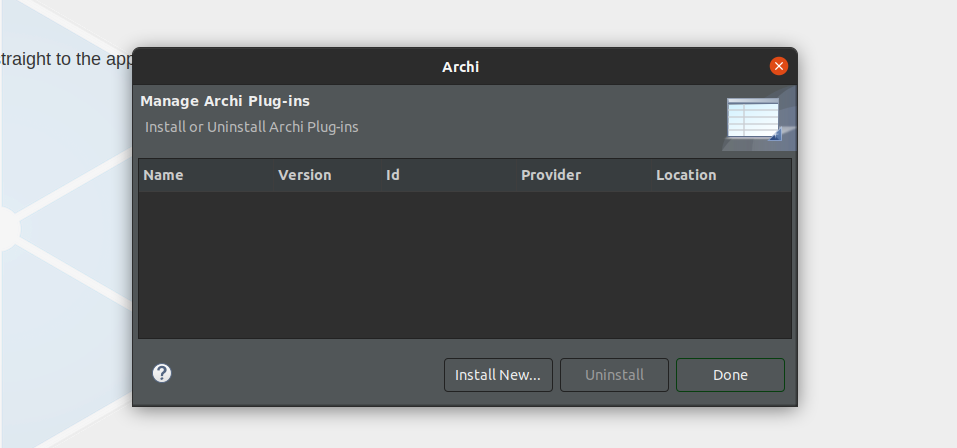 straight to the app
Archi
Manage Archi Plug-ins
Install or Uninstall Archi Plug-ins
Name Version Id Provider Location
? Install New... Uninstall Done